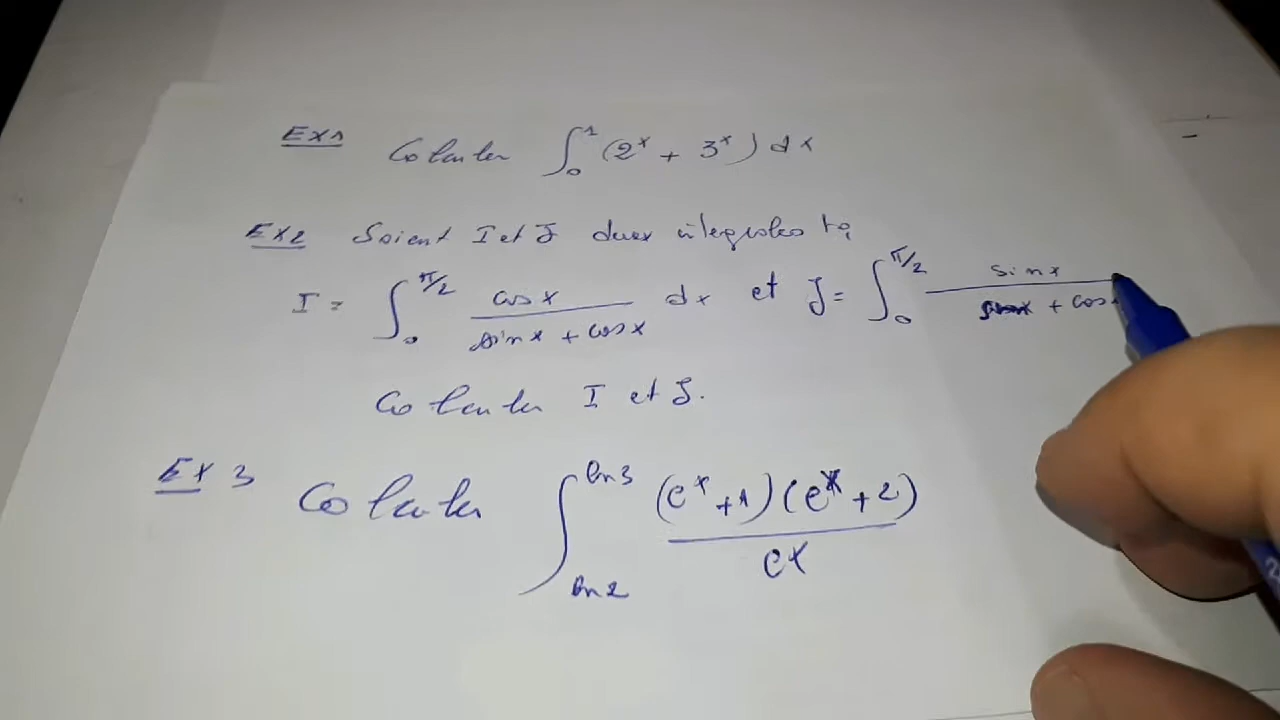 Ex1 Calculer ∫₀¹ (2ˣ + 3ˣ) dx
Ex2 Soient I et J deux intégrales tq
I = ∫₀^π/2 cos x / (sin x + cos x) dx et J = ∫₀^π/2 sin x / (sin x + cos
Calculer I et J.
Ex 3 Calculer ∫_ln2^ln3 (eˣ + 1)(eˣ + 2) / eˣ